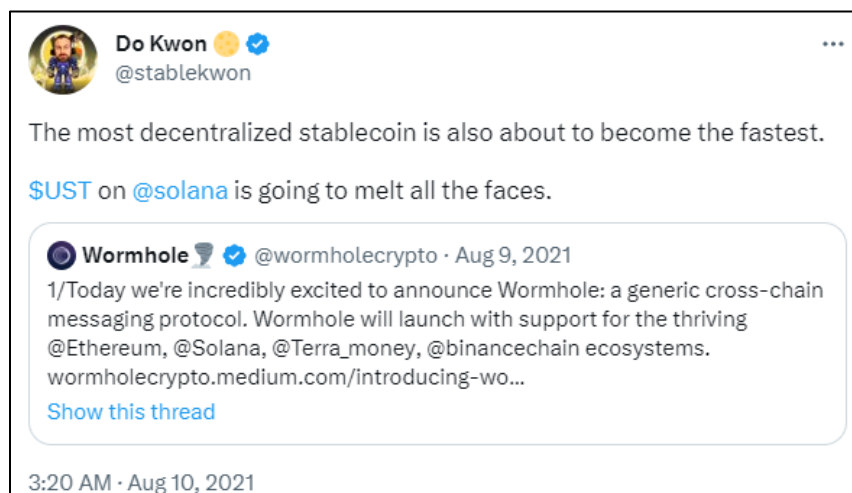 Do Kwon
@stablekwon
The most decentralized stablecoin is also about to become the fastest.
$UST on @solana is going to melt all the faces.
Wormhole @wormholecrypto · Aug 9, 2021
1/Today we're incredibly excited to announce Wormhole: a generic cross-chain
messaging protocol. Wormhole will launch with support for the thriving
@Ethereum, @Solana, @Terra_money, @binancechain ecosystems.
wormholecrypto.medium.com/introducing-wo...
Show this thread
3:20 AM · Aug 10, 2021